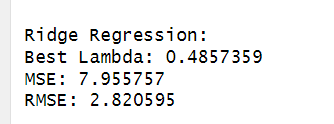 Ridge Regression:
Best Lambda: 0.4857359
MSE: 7.955757
RMSE: 2.820595